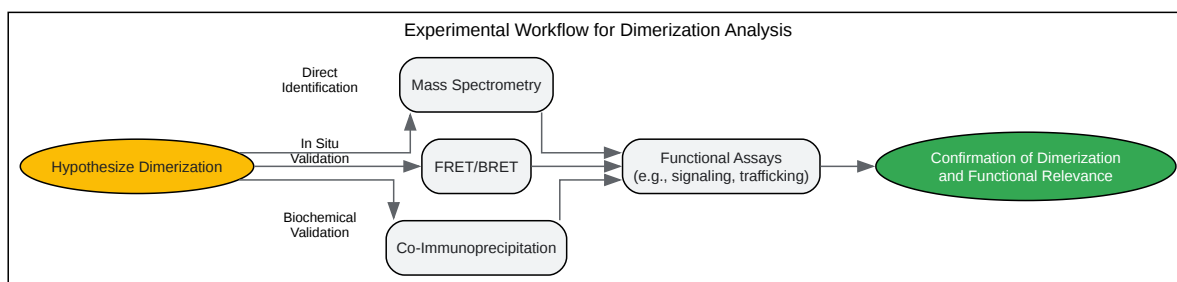 Experimental Workflow for Dimerization Analysis
Direct
Identification
Mass Spectrometry
In Situ
Validation
Hypothesize Dimerization
FRET/BRET
Functional Assays
(e.g., signaling, trafficking)
Confirmation of Dimerization
and Functional Relevance
Biochemical
Validation
Co-Immunoprecipitation